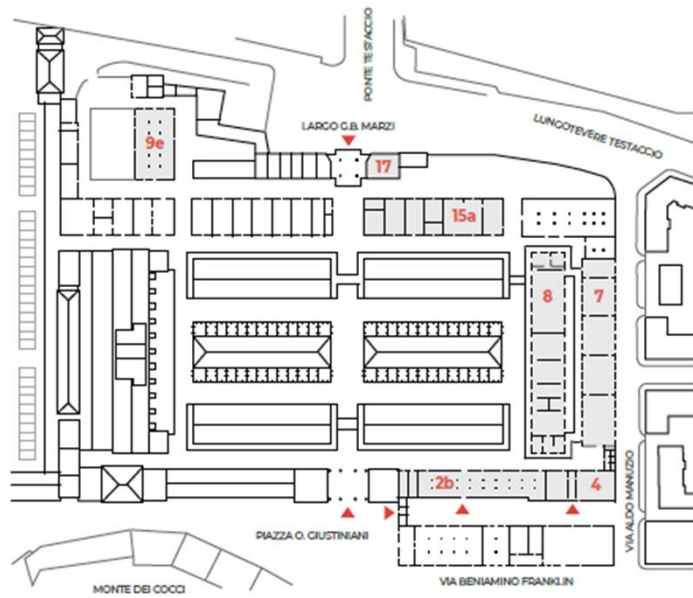 PONTE TESTACCIO
LARGO G.B. MARZI
LUNGOTEVERE TESTACCIO
9e
17
15a
8
7
2b
4
PIAZZA O. GIUSTINIANI
VIA ALDO MANUZIO
MONTE DEI COCCI
VIA BENIAMINO FRANKLIN